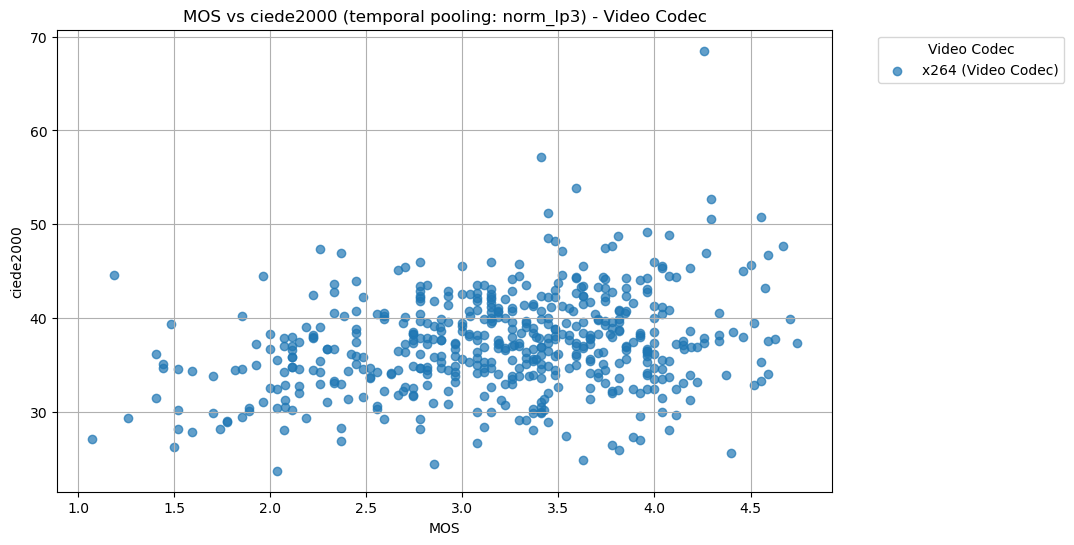 MOS vs ciede2000 (temporal pooling: norm_lp3) - Video Codec
Video Codec
x264 (Video Codec)
ciede2000
70
60
50
40
30
1.0 1.5 2.0 2.5 3.0 3.5 4.0 4.5
MOS